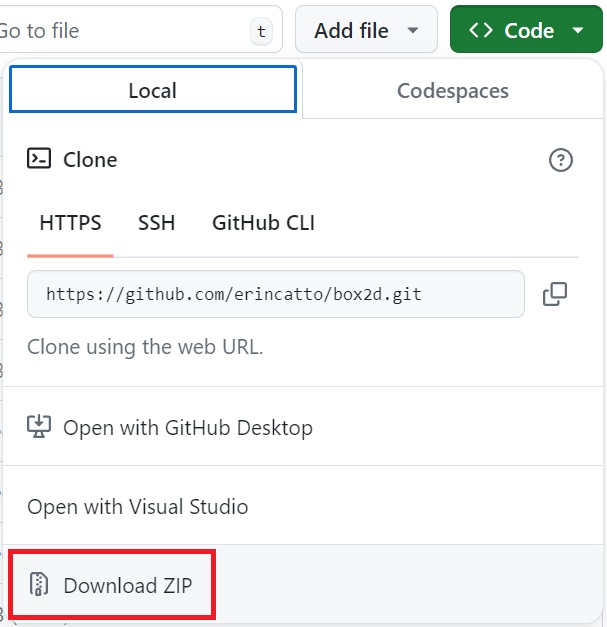 Go to file
t
Add file
Code
Local
Codespaces
Clone
?
HTTPS
SSH
GitHub CLI
https://github.com/erincatto/box2d.git
Clone using the web URL.
Open with GitHub Desktop
Open with Visual Studio
Download ZIP